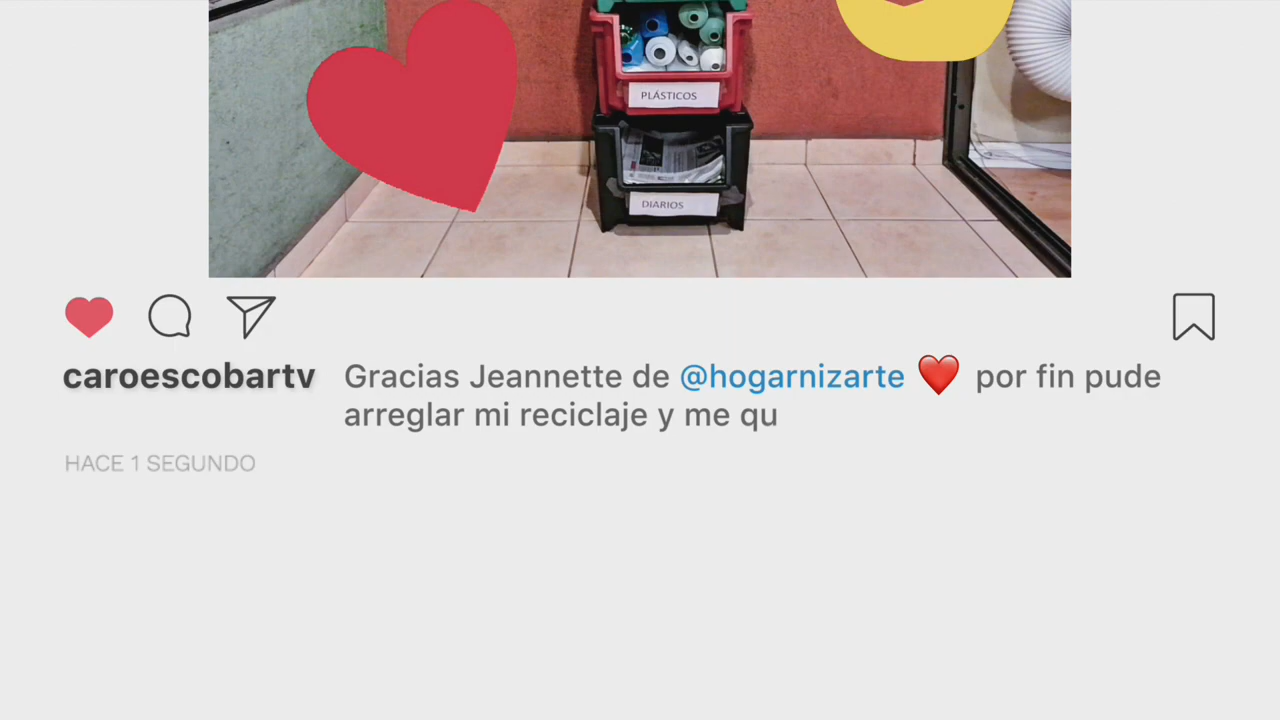 PLÁSTICOS
DIARIOS
caroescobartv Gracias Jeannette de @hogarnizarte ❤️ por fin pude
arreglar mi reciclaje y me qu
HACE 1 SEGUNDO